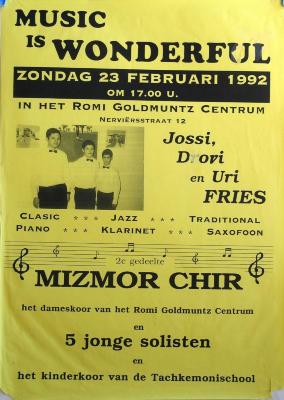 MUSIC
IS WONDERFUL
ZONDAG 23 FEBRUARI 1992
OM 17.00 U.
IN HET ROMI GOLDMUNTZ CENTRUM
NERVIËRSSTRAAT 12
Jossi,
Drovi
en Uri
FRIES
CLASIC *** JAZZ *** TRADITIONAL
PIANO *** KLARINET *** SAXOFOON
2e gedeelte
MIZMOR CHIR
het dameskoor van het Romi Goldmuntz Centrum
en
5 jonge solisten
en
het kinderkoor van de Tachkemonischool